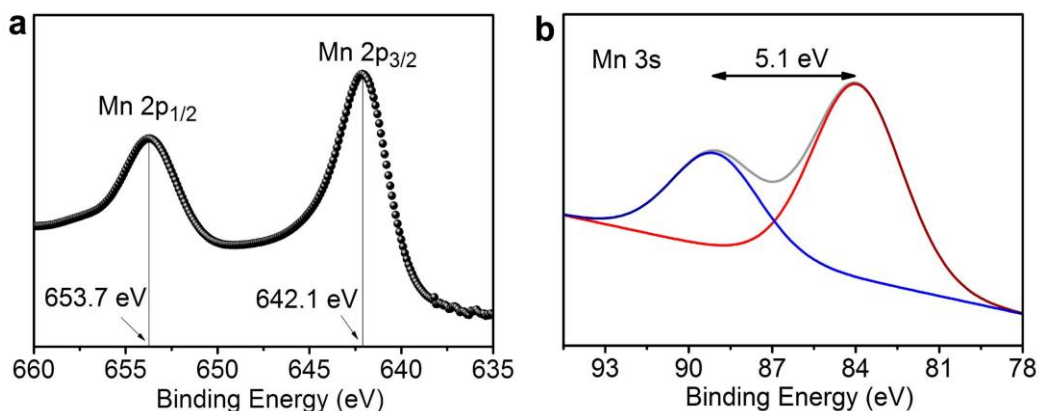 a
Mn 2p3/2
Mn 2p1/2
653.7 eV
642.1 eV
660 655 650 645 640 635
Binding Energy (eV)
b
Mn 3s
5.1 eV
93 90 87 84 81 78
Binding Energy (eV)